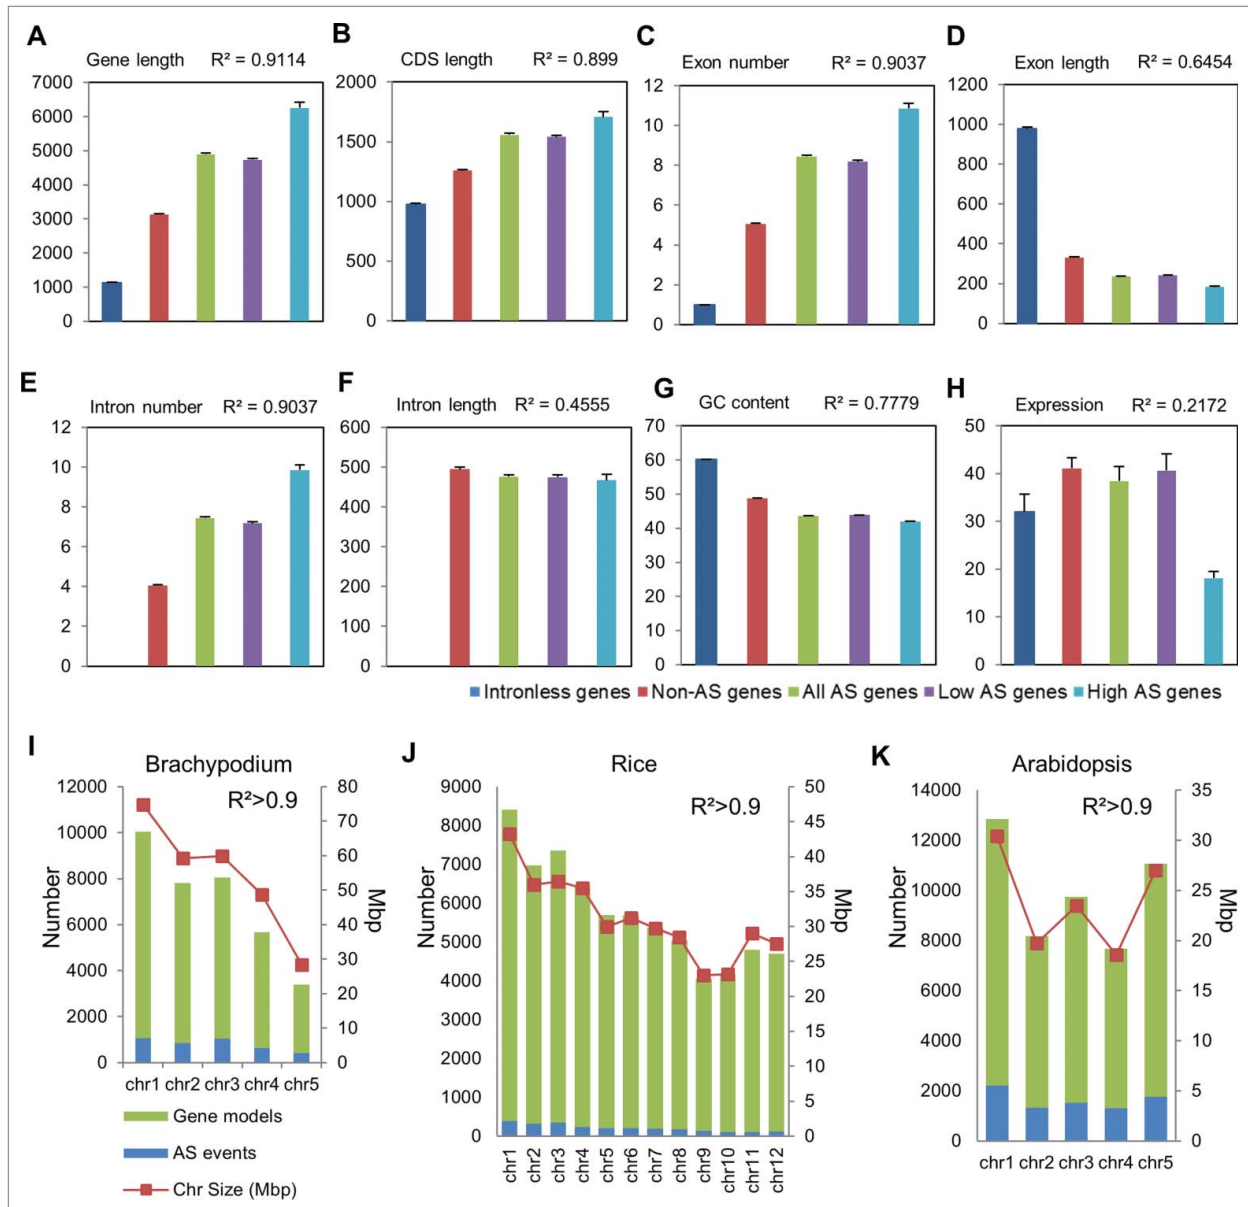 A
Gene length R² = 0.9114
7000
6000
5000
4000
3000
2000
1000
0
B
CDS length R² = 0.899
2000
1500
1000
500
0
C
Exon number R² = 0.9037
12
10
8
6
4
2
0
D
Exon length R² = 0.6454
1200
1000
800
600
400
200
0
E
Intron number R² = 0.9037
12
10
8
6
4
2
0
F
Intron length R² = 0.4555
600
500
400
300
200
100
0
G
GC content R² = 0.7779
70
60
50
40
30
20
10
0
H
Expression R² = 0.2172
50
40
30
20
10
0
Intronless genes Non-AS genes All AS genes Low AS genes High AS genes
I
Brachypodium
R²>0.9
Number
12000
10000
8000
6000
4000
2000
0
80
70
60
50
40
30
20
10
0
Mbp
chr1 chr2 chr3 chr4 chr5
Gene models
AS events
Chr Size (Mbp)
J
Rice
R²>0.9
Number
9000
8000
7000
6000
5000
4000
3000
2000
1000
0
50
45
40
35
30
25
20
15
10
5
0
Mbp
chr1 chr2 chr3 chr4 chr5 chr6 chr7 chr8 chr9 chr10 chr11 chr12
K
Arabidopsis
R²>0.9
Number
14000
12000
10000
8000
6000
4000
2000
0
35
30
25
20
15
10
5
0
Mbp
chr1 chr2 chr3 chr4 chr5